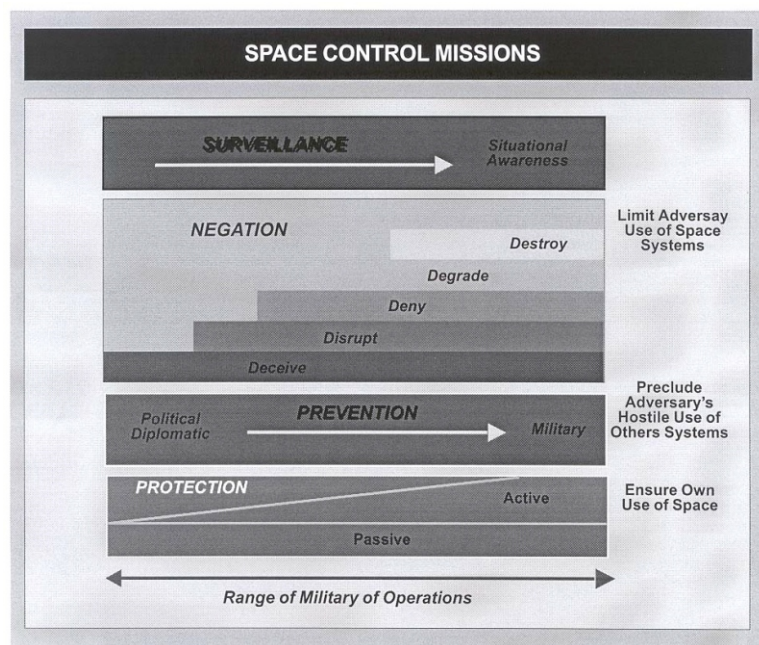 SPACE CONTROL MISSIONS
SURVEILLANCE
Situational
Awareness
NEGATION
Destroy
Degrade
Deny
Disrupt
Deceive
Limit Adversay
Use of Space
Systems
Political
Diplomatic
PREVENTION
Military
Preclude
Adversary's
Hostile Use of
Others Systems
PROTECTION
Active
Passive
Ensure Own
Use of Space
Range of Military of Operations